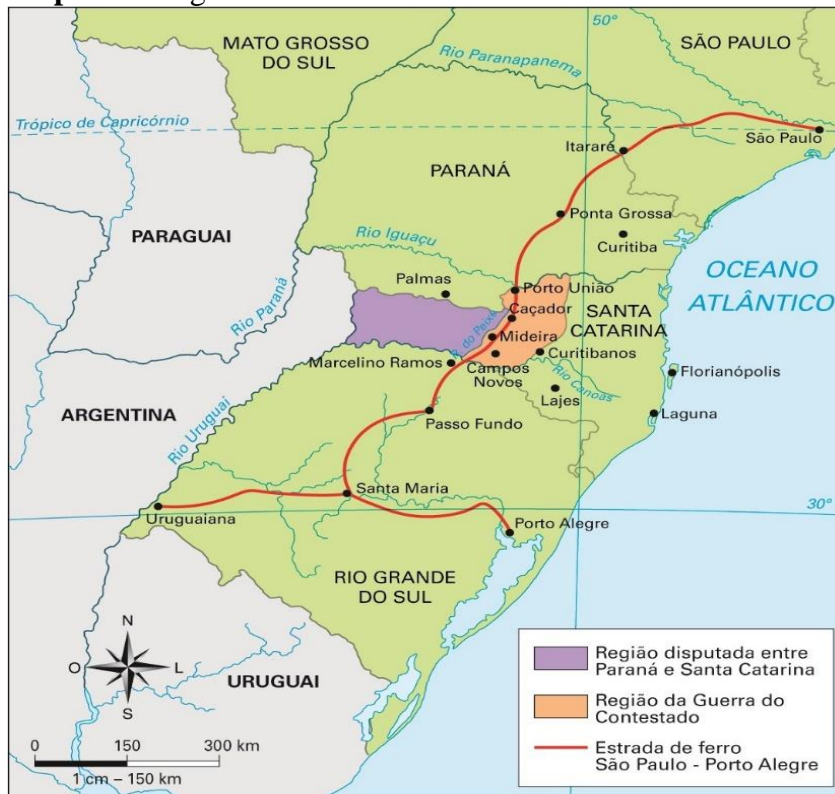 MATO GROSSO
DO SUL
50°
SÃO PAULO
Rio Paranapanema
Trópico de Capricórnio
São Paulo
Itararé
PARANÁ
Ponta Grossa
PARAGUAI
Curitiba
Rio Iguaçu
OCEANO
ATLÂNTICO
Palmas
Porto União
Rio Paraná
Caçador
SANTA
CATARINA
R. do Peixe
Mideira
Marcelino Ramos
Curitibanos
Campos
Novos
Rio Canoas
Florianópolis
Lajes
ARGENTINA
Rio Uruguai
Passo Fundo
Laguna
Santa Maria
Uruguaiana
30°
Porto Alegre
RIO GRANDE
DO SUL
N
O
L
S
URUGUAI
0 150 300 km
1 cm – 150 km
Região disputada entre
Paraná e Santa Catarina
Região da Guerra do
Contestado
Estrada de ferro
São Paulo - Porto Alegre